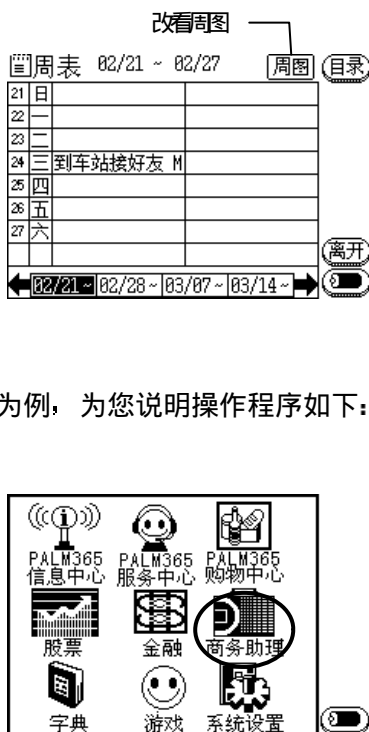 改看周图
周表 02/21 ~ 02/27 周图 目录
21 日
22 一
23 二
24 三 到车站接好友 M
25 四
26 五
27 六
离开
02/21~ 02/28~ 03/07~ 03/14~
为例，为您说明操作程序如下：
PALM365 PALM365 PALM365
信息中心 服务中心 购物中心
股票 金融 商务助理
字典 游戏 系统设置